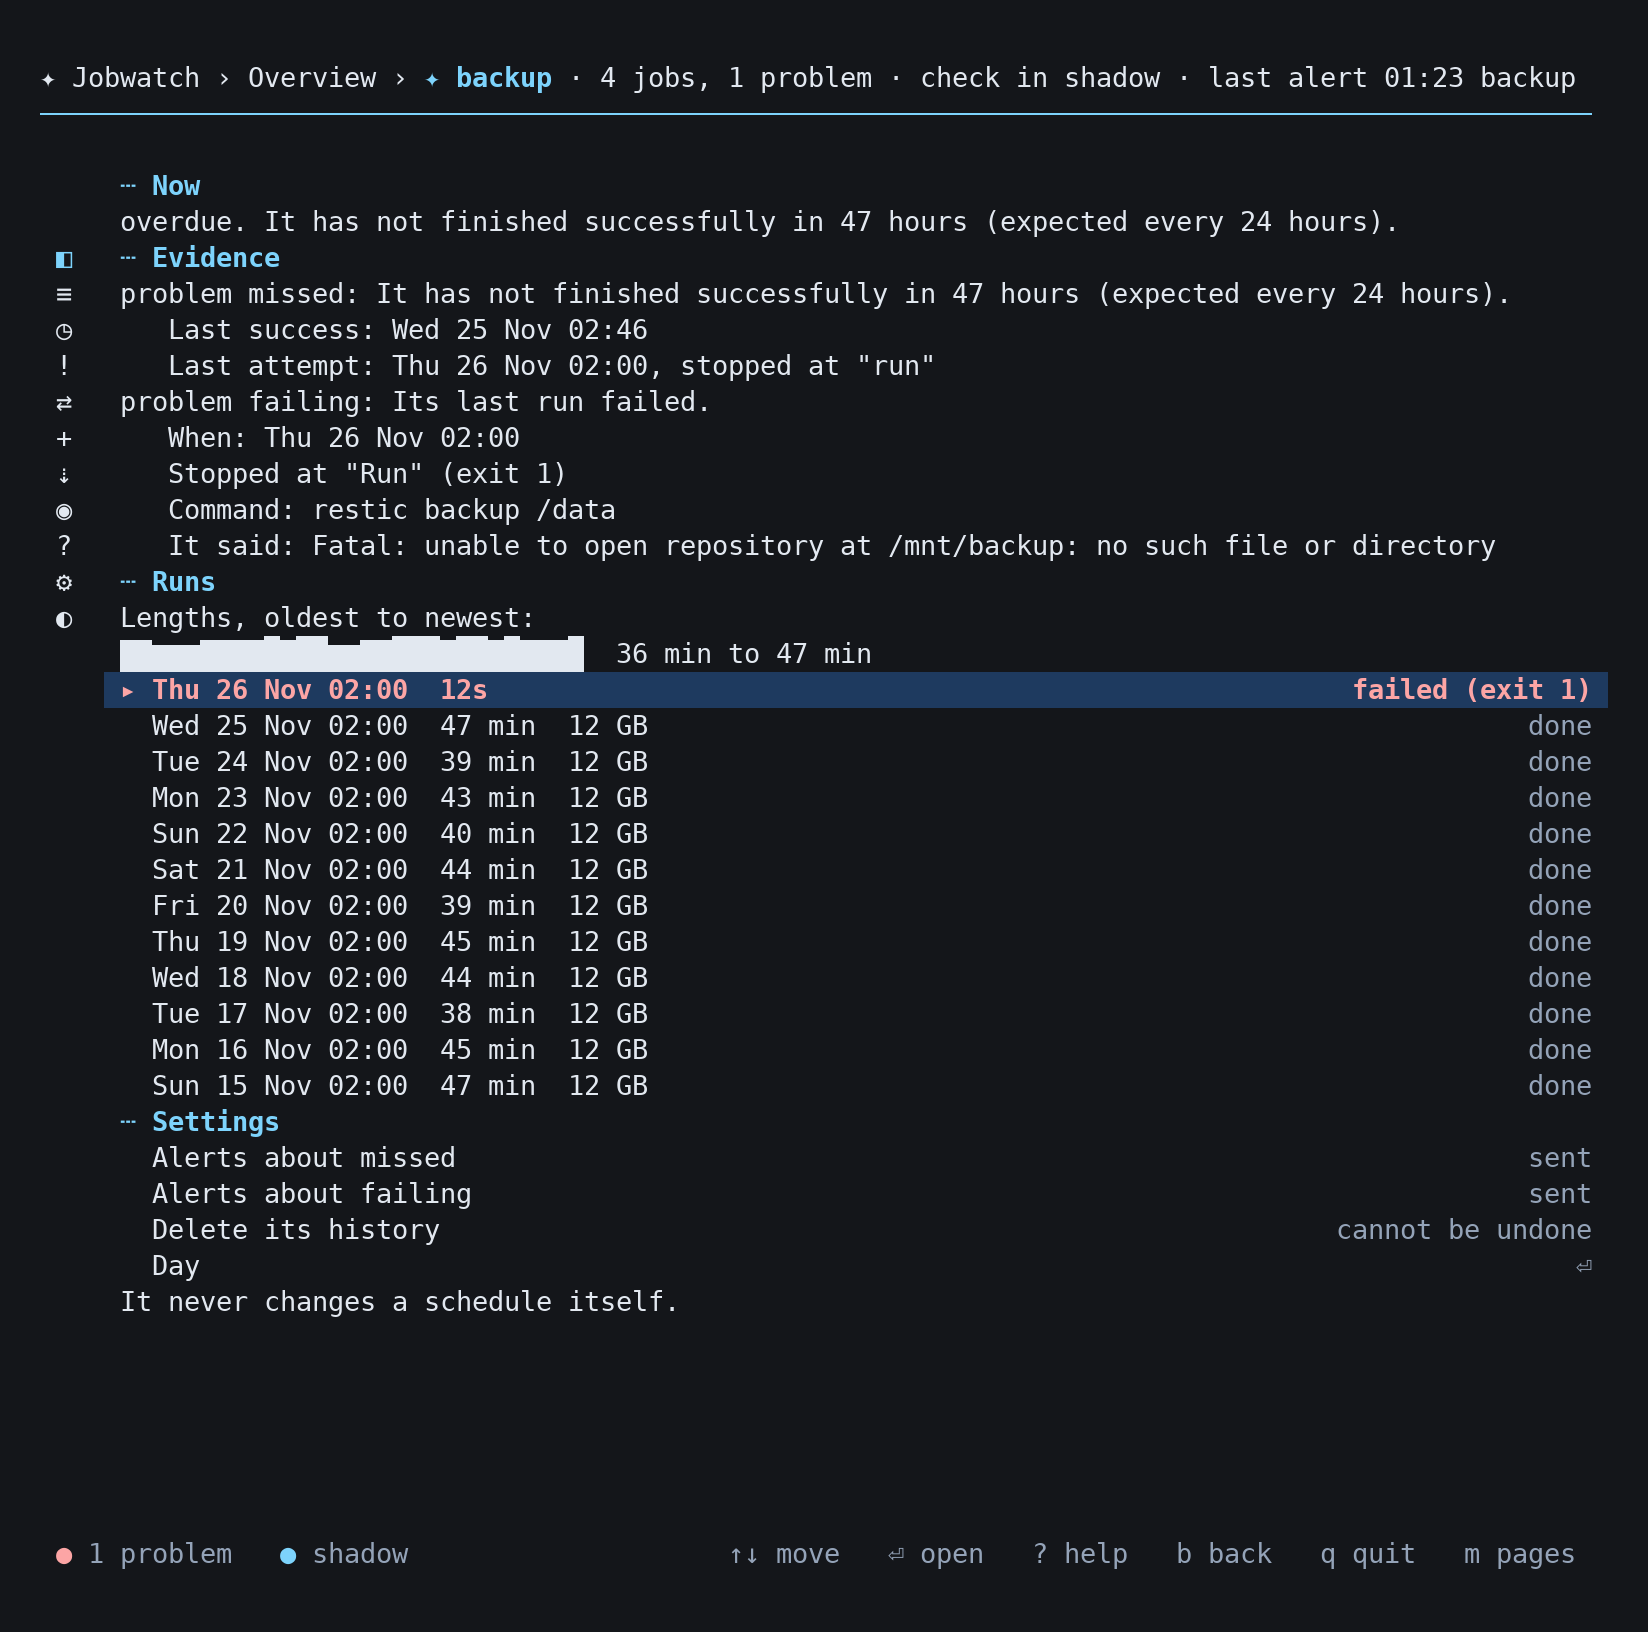 ✦ Jobwatch › Overview › ✦ backup · 4 jobs, 1 problem · check in shadow · last alert 01:23 backup
┄ Now
overdue. It has not finished successfully in 47 hours (expected every 24 hours).
┄ Evidence
problem missed: It has not finished successfully in 47 hours (expected every 24 hours).
Last success: Wed 25 Nov 02:46
Last attempt: Thu 26 Nov 02:00, stopped at "run"
problem failing: Its last run failed.
When: Thu 26 Nov 02:00
Stopped at "Run" (exit 1)
Command: restic backup /data
It said: Fatal: unable to open repository at /mnt/backup: no such file or directory
┄ Runs
Lengths, oldest to newest:
36 min to 47 min
▸ Thu 26 Nov 02:00 12s failed (exit 1)
Wed 25 Nov 02:00 47 min 12 GB done
Tue 24 Nov 02:00 39 min 12 GB done
Mon 23 Nov 02:00 43 min 12 GB done
Sun 22 Nov 02:00 40 min 12 GB done
Sat 21 Nov 02:00 44 min 12 GB done
Fri 20 Nov 02:00 39 min 12 GB done
Thu 19 Nov 02:00 45 min 12 GB done
Wed 18 Nov 02:00 44 min 12 GB done
Tue 17 Nov 02:00 38 min 12 GB done
Mon 16 Nov 02:00 45 min 12 GB done
Sun 15 Nov 02:00 47 min 12 GB done
┄ Settings
Alerts about missed sent
Alerts about failing sent
Delete its history cannot be undone
Day ⏎
It never changes a schedule itself.
● 1 problem ● shadow ↑↓ move ⏎ open ? help b back q quit m pages